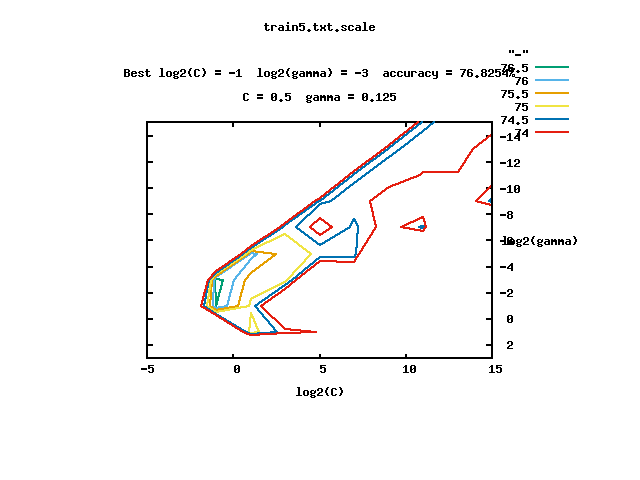 train5.txt.scale
"-"
Best log2(C) = -1 log2(gamma) = -3 accuracy = 76.8254%
76.5
76
75.5
C = 0.5 gamma = 0.125
75
74.5
74
-14
-12
-10
-8
-6
log2(gamma)
-4
-2
0
2
-5 0 5 10 15
log2(C)